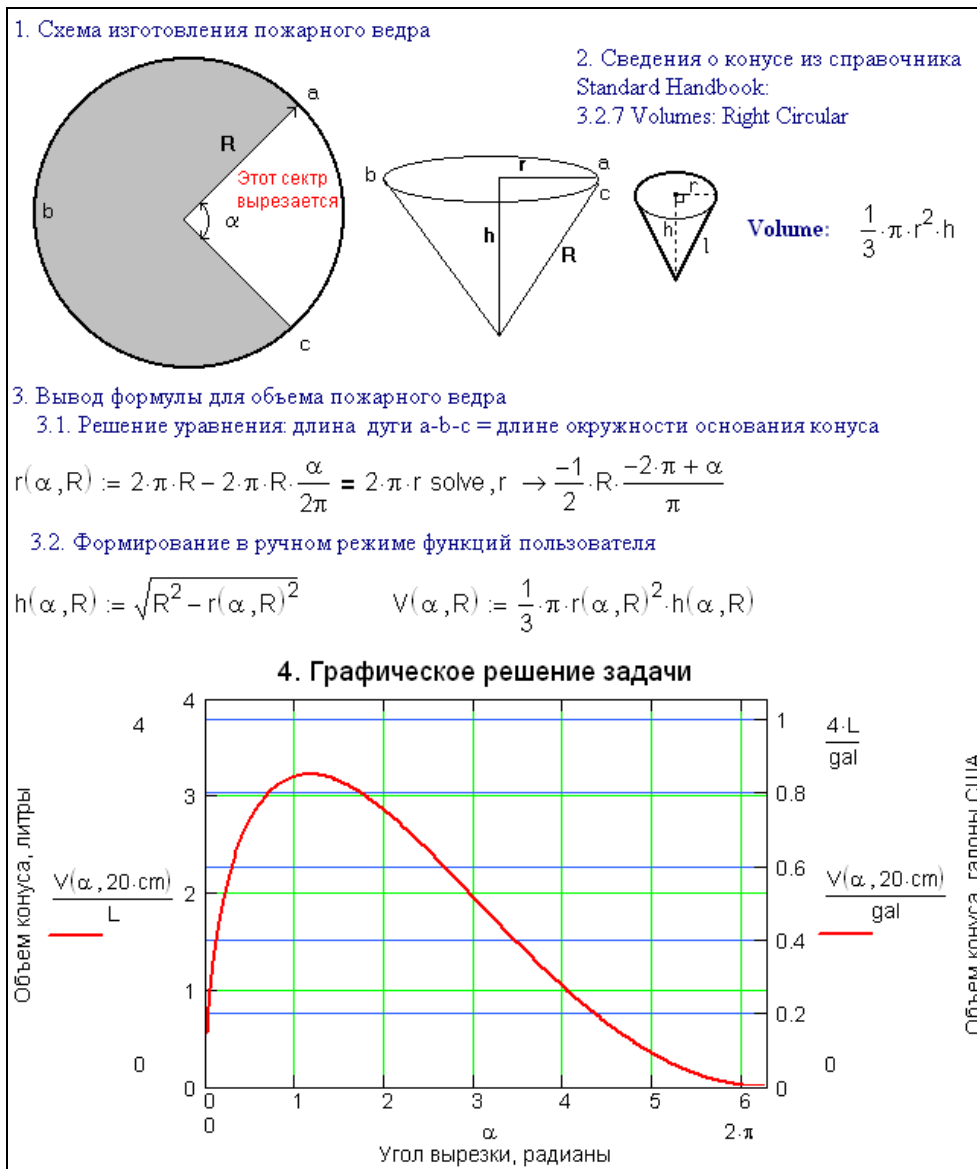 1. Схема изготовления пожарного ведра
2. Сведения о конусе из справочника
Standard Handbook:
3.2.7 Volumes: Right Circular
a
R
Этот сектр
вырезается
b
α
c
b
r
a
c
h
R
r
h
l
Volume: 1/3·π·r²·h
3. Вывод формулы для объема пожарного ведра
3.1. Решение уравнения: длина дуги a-b-c = длине окружности основания конуса
r(α,R) := 2·π·R − 2·π·R·α/2π = 2·π·r solve,r → −1/2·R·(−2·π + α)/π
3.2. Формирование в ручном режиме функций пользователя
h(α,R) := √(R² − r(α,R)²) V(α,R) := 1/3·π·r(α,R)²·h(α,R)
4. Графическое решение задачи
Объем конуса, литры
4
V(α,20·cm)/L
0
4
3
2
1
0
1
0.8
0.6
0.4
0.2
0
4·L/gal
V(α,20·cm)/gal
0
Объем конуса, галоны США
0 1 2 3 4 5 6
0 α 2·π
Угол вырезки, радианы